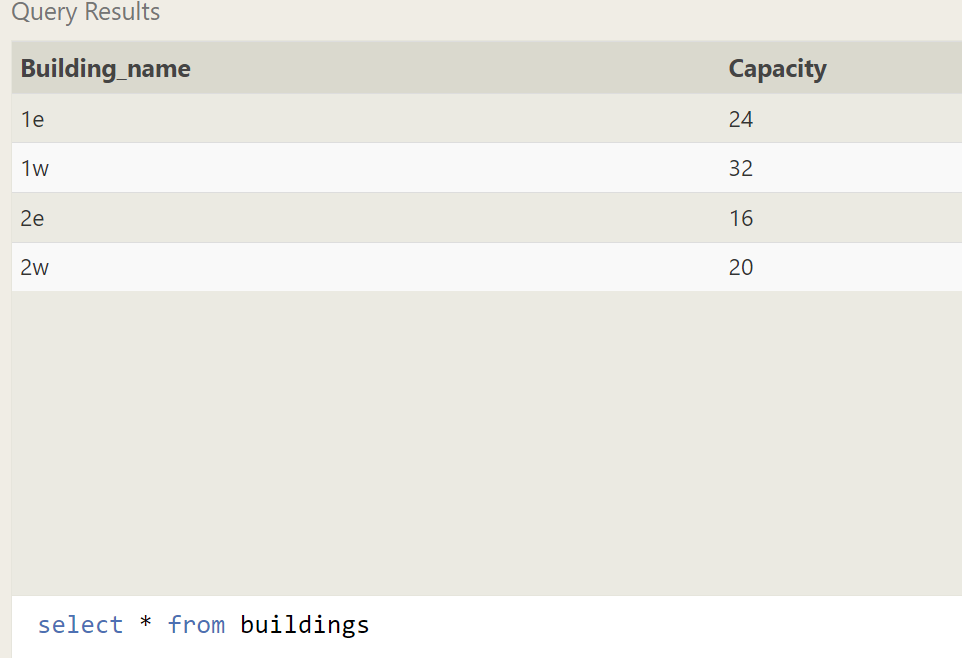 Query Results
Building_name Capacity
1e 24
1w 32
2e 16
2w 20
select * from buildings